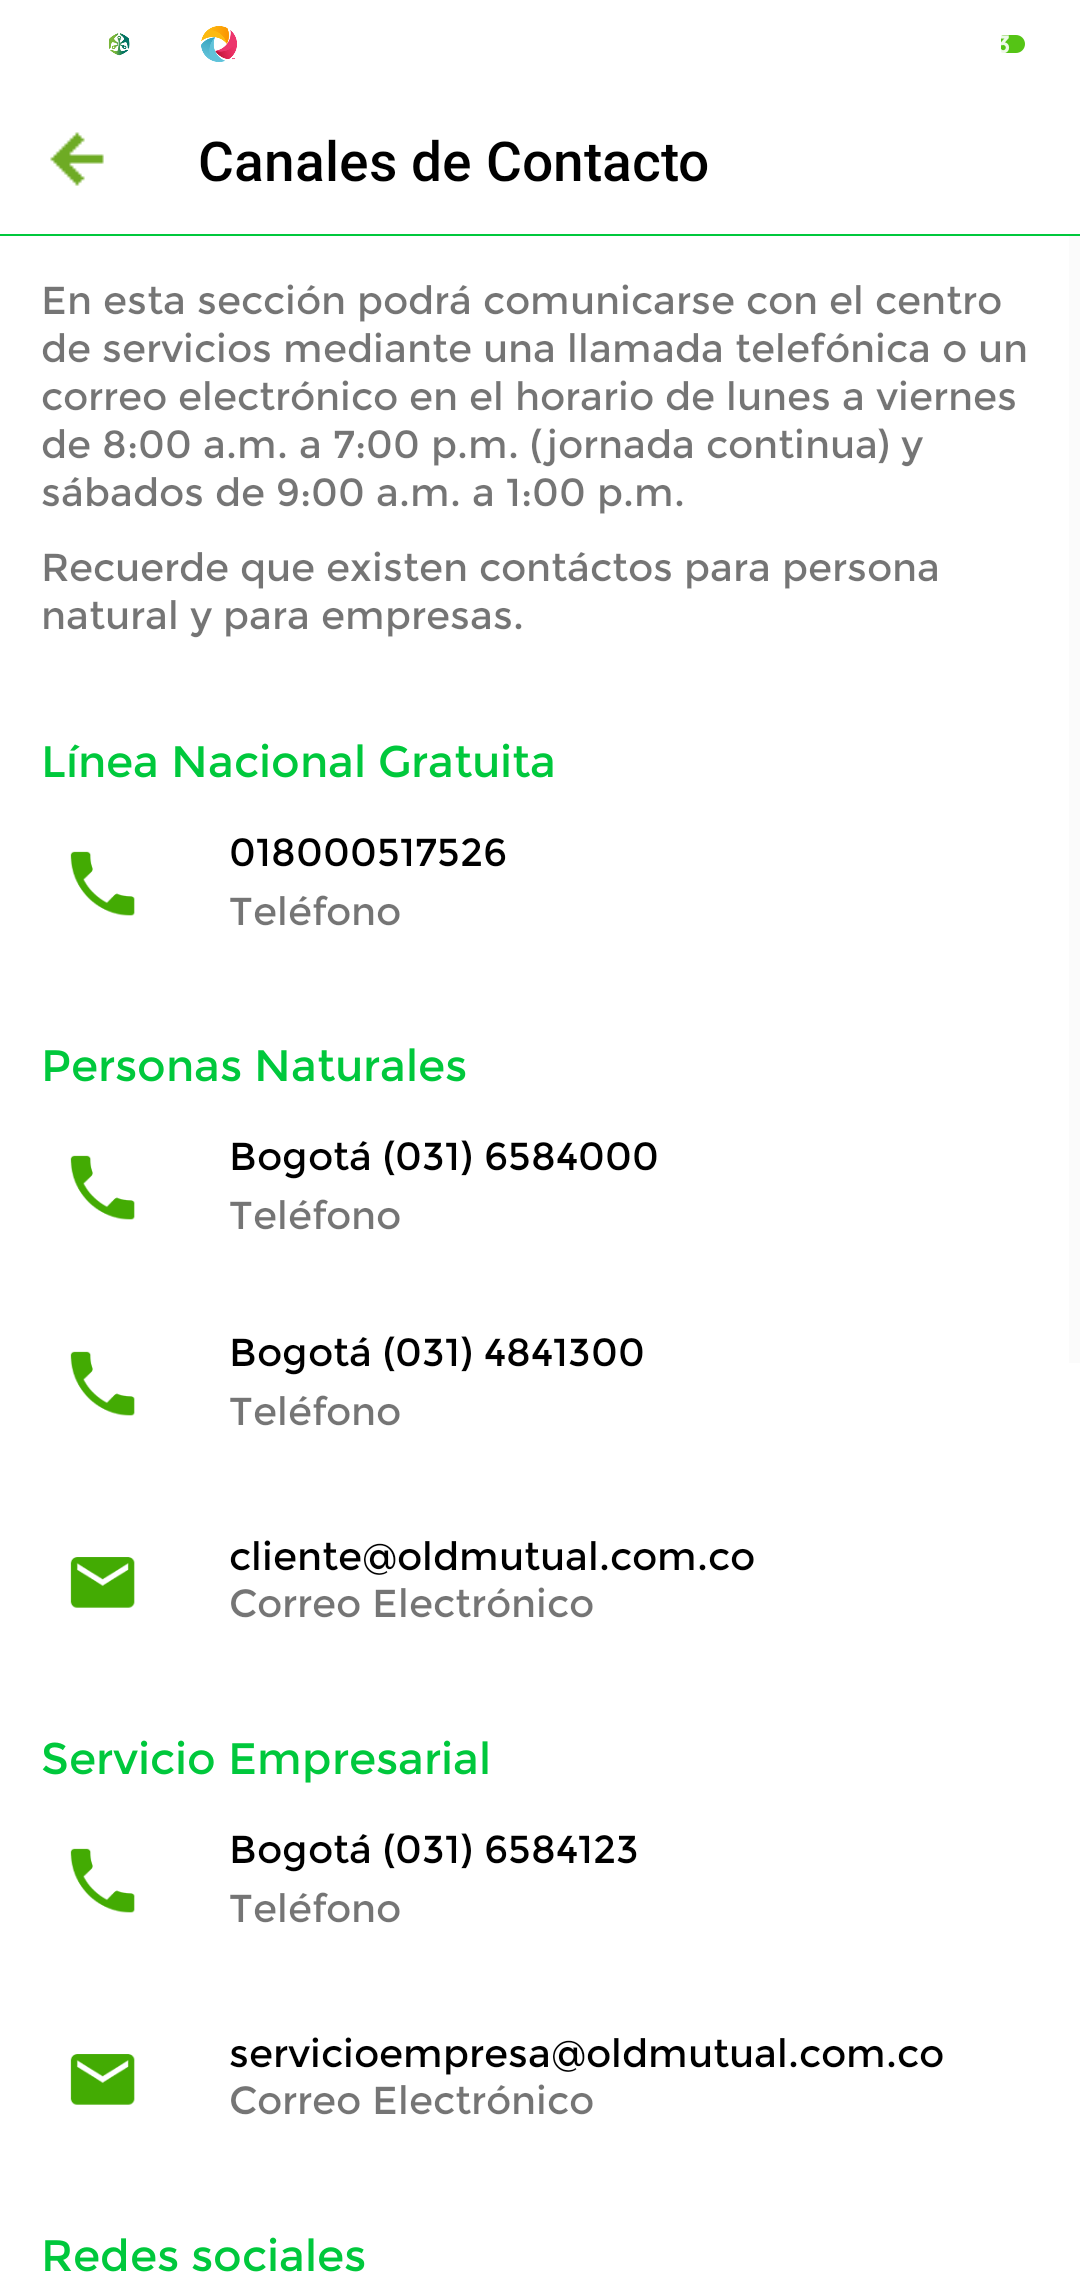 Canales de Contacto
En esta sección podrá comunicarse con el centro
de servicios mediante una llamada telefónica o un
correo electrónico en el horario de lunes a viernes
de 8:00 a.m. a 7:00 p.m. (jornada continua) y
sábados de 9:00 a.m. a 1:00 p.m.
Recuerde que existen contáctos para persona
natural y para empresas.
Línea Nacional Gratuita
018000517526
Teléfono
Personas Naturales
Bogotá (031) 6584000
Teléfono
Bogotá (031) 4841300
Teléfono
cliente@oldmutual.com.co
Correo Electrónico
Servicio Empresarial
Bogotá (031) 6584123
Teléfono
servicioempresa@oldmutual.com.co
Correo Electrónico
Redes sociales